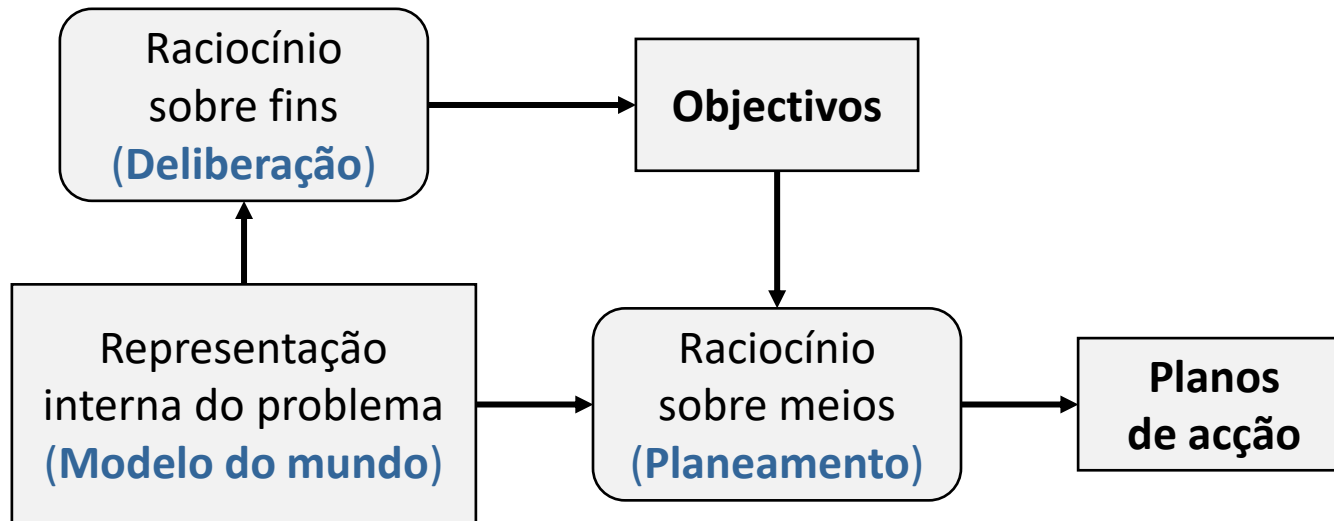 Raciocínio
sobre fins
(Deliberação)
Objectivos
Representação
interna do problema
(Modelo do mundo)
Raciocínio
sobre meios
(Planeamento)
Planos
de acção